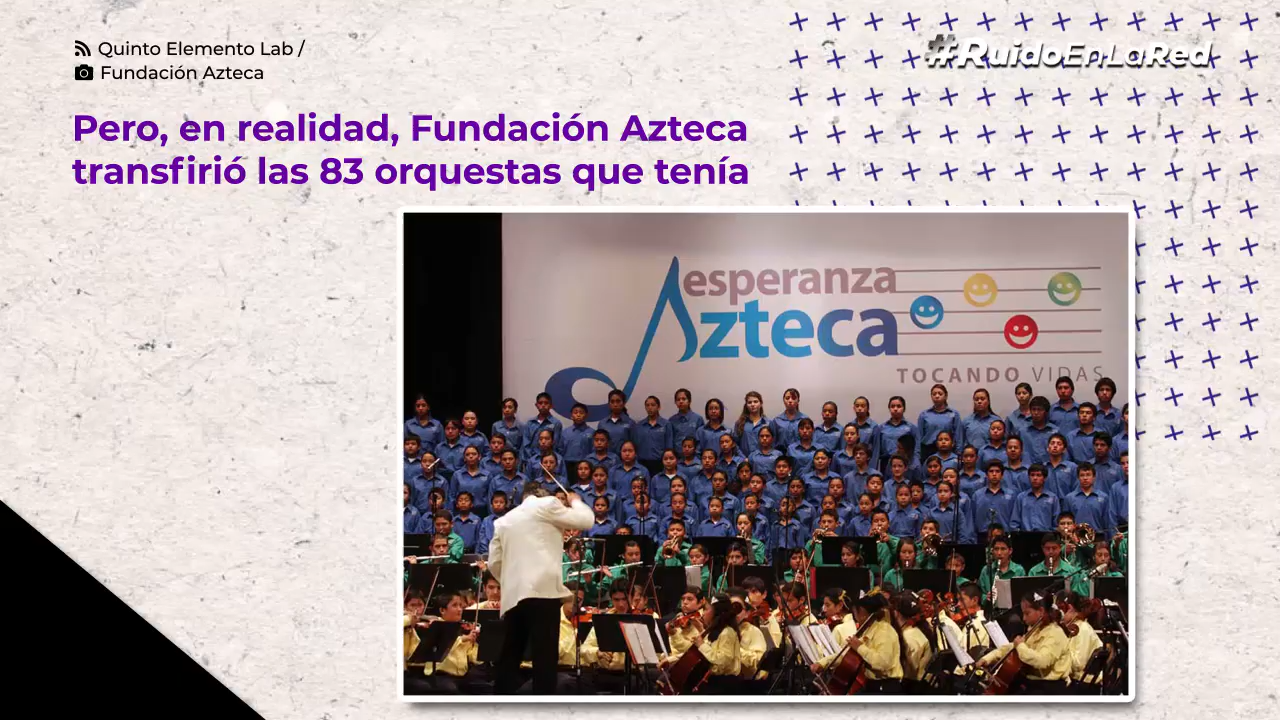 Quinto Elemento Lab /
Fundación Azteca
#RuidoEnLaRed
Pero, en realidad, Fundación Azteca
transfirió las 83 orquestas que tenía
esperanza
Azteca
TOCANDO VIDAS